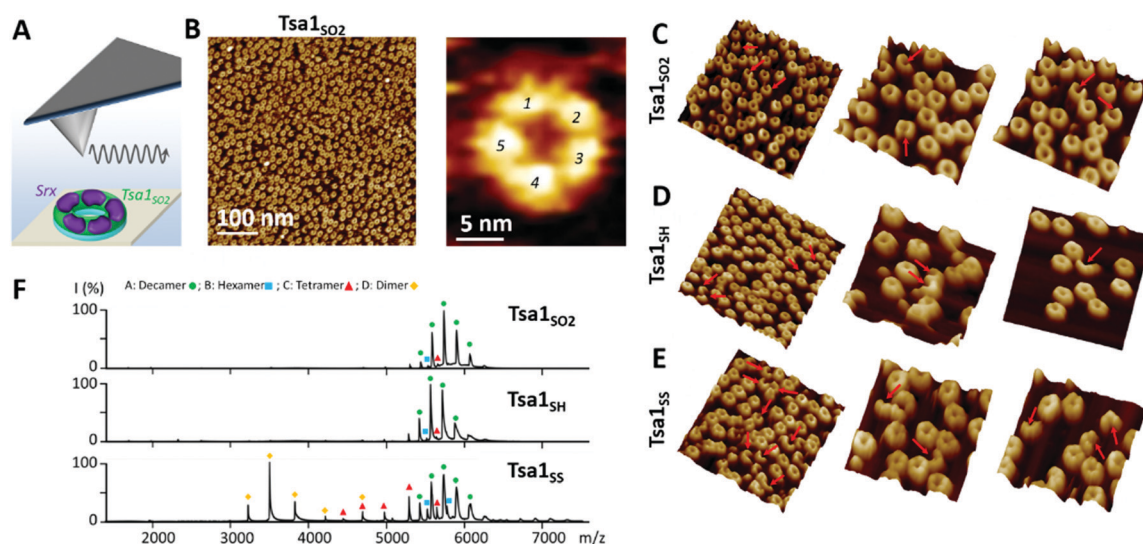 A
Srx
Tsa1SO2
B
Tsa1SO2
100 nm
1
2
3
4
5
5 nm
C
Tsa1SO2
D
Tsa1SH
E
Tsa1SS
F
I (%)
A: Decamer ; B: Hexamer ; C: Tetramer ; D: Dimer
100
0
Tsa1SO2
100
0
Tsa1SH
100
0
Tsa1SS
2000 3000 4000 5000 6000 7000 m/z